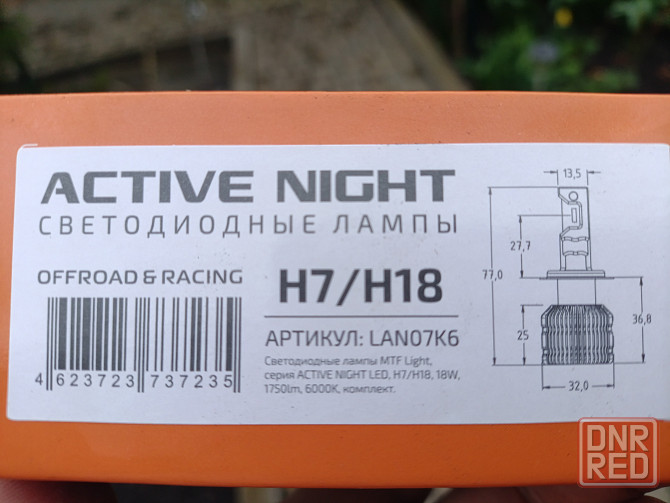 ACTIVE NIGHT
СВЕТОДИОДНЫЕ ЛАМПЫ
OFFROAD & RACING
H7/H18
АРТИКУЛ: LAN07K6
Светодиодные лампы MTF Light,
серия ACTIVE NIGHT LED, H7/H18, 18W,
1750lm, 6000K, комплект.
4 623723 737235
13,5
27,7
77,0
25
36,8
32,0
DNR
RED